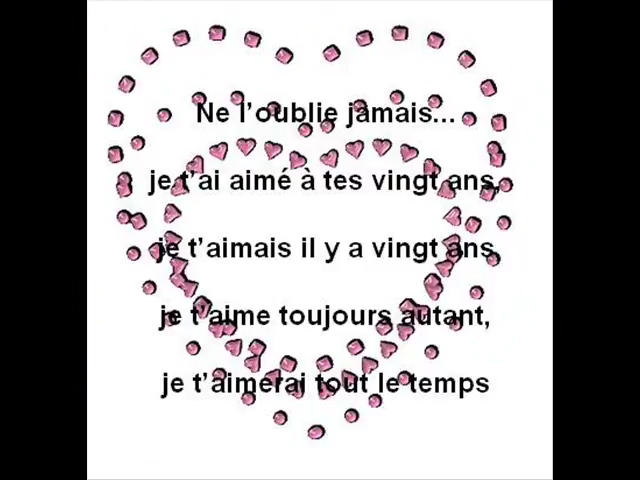 Ne l'oublie jamais...
je t'ai aimé à tes vingt ans,
je t'aimais il y a vingt ans,
je t'aime toujours autant,
je t'aimerai tout le temps